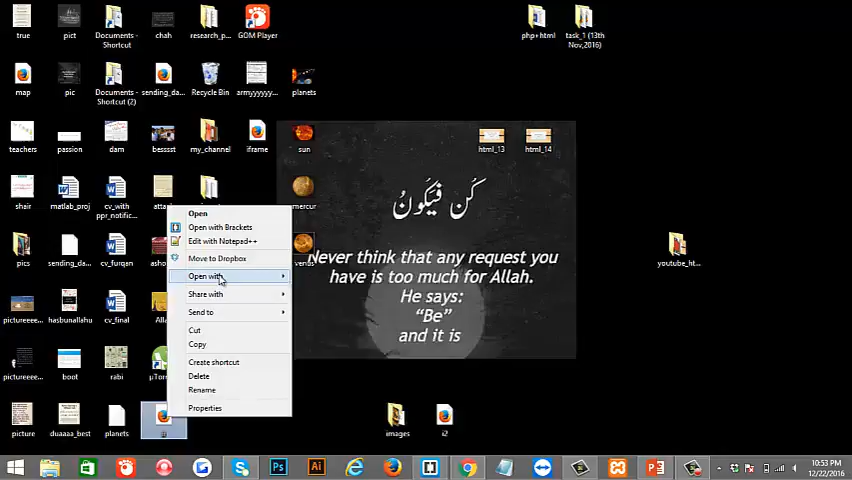 true
pict
Documents - Shortcut
chah
research_p...
GOM Player
php+html
task_1 (13th Nov,2016)
map
pic
Documents - Shortcut (2)
sending_da...
Recycle Bin
armyyyyy...
planets
teachers
passion
dam
besssst
my_channel
iframe
sun
html_13
html_14
shair
matlab_proj
cv_with ppr_notific...
mercur
كُن فَيَكُونُ
Open
Open with Brackets
Edit with Notepad++
Move to Dropbox
Open with
Share with
Send to
Cut
Copy
Create shortcut
Delete
Rename
Properties
Never think that any request you
have is too much for Allah.
He says:
“Be”
and it is
pics
sending_da...
cv_furqan
youtube_ht...
pictureeee...
hasbunallahu
cv_final
pictureee...
boot
rabi
picture
duaaaa_best
planets
images
i2
10:53 PM
12/22/2016